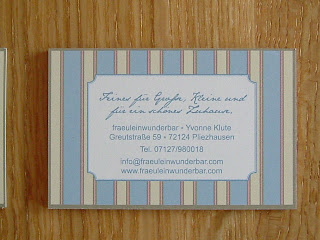 Feines für Große, Kleine und
für ein schönes Zuhause.
fraeuleinwunderbar • Yvonne Klute
Greutstraße 59 • 72124 Pliezhausen
Tel. 07127/980018
info@fraeuleinwunderbar.com
www.fraeuleinwunderbar.com